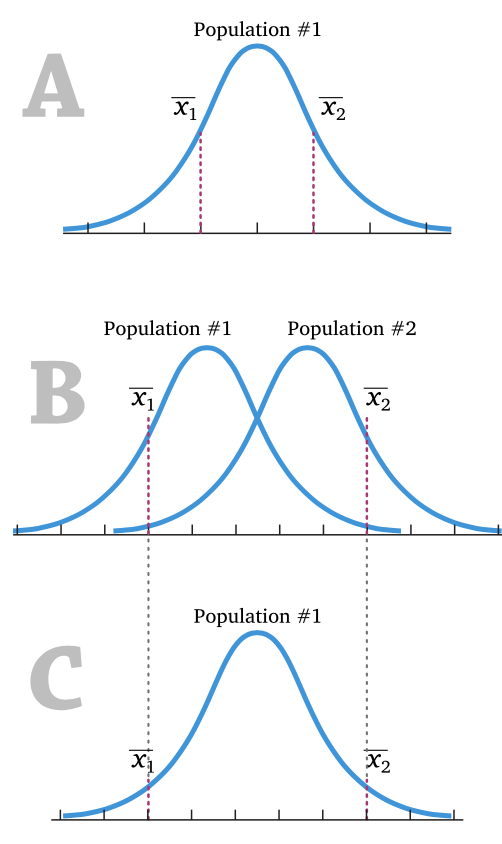 Population #1
A
x̄₁ x̄₂
Population #1 Population #2
B
x̄₁ x̄₂
Population #1
C
x̄₁ x̄₂